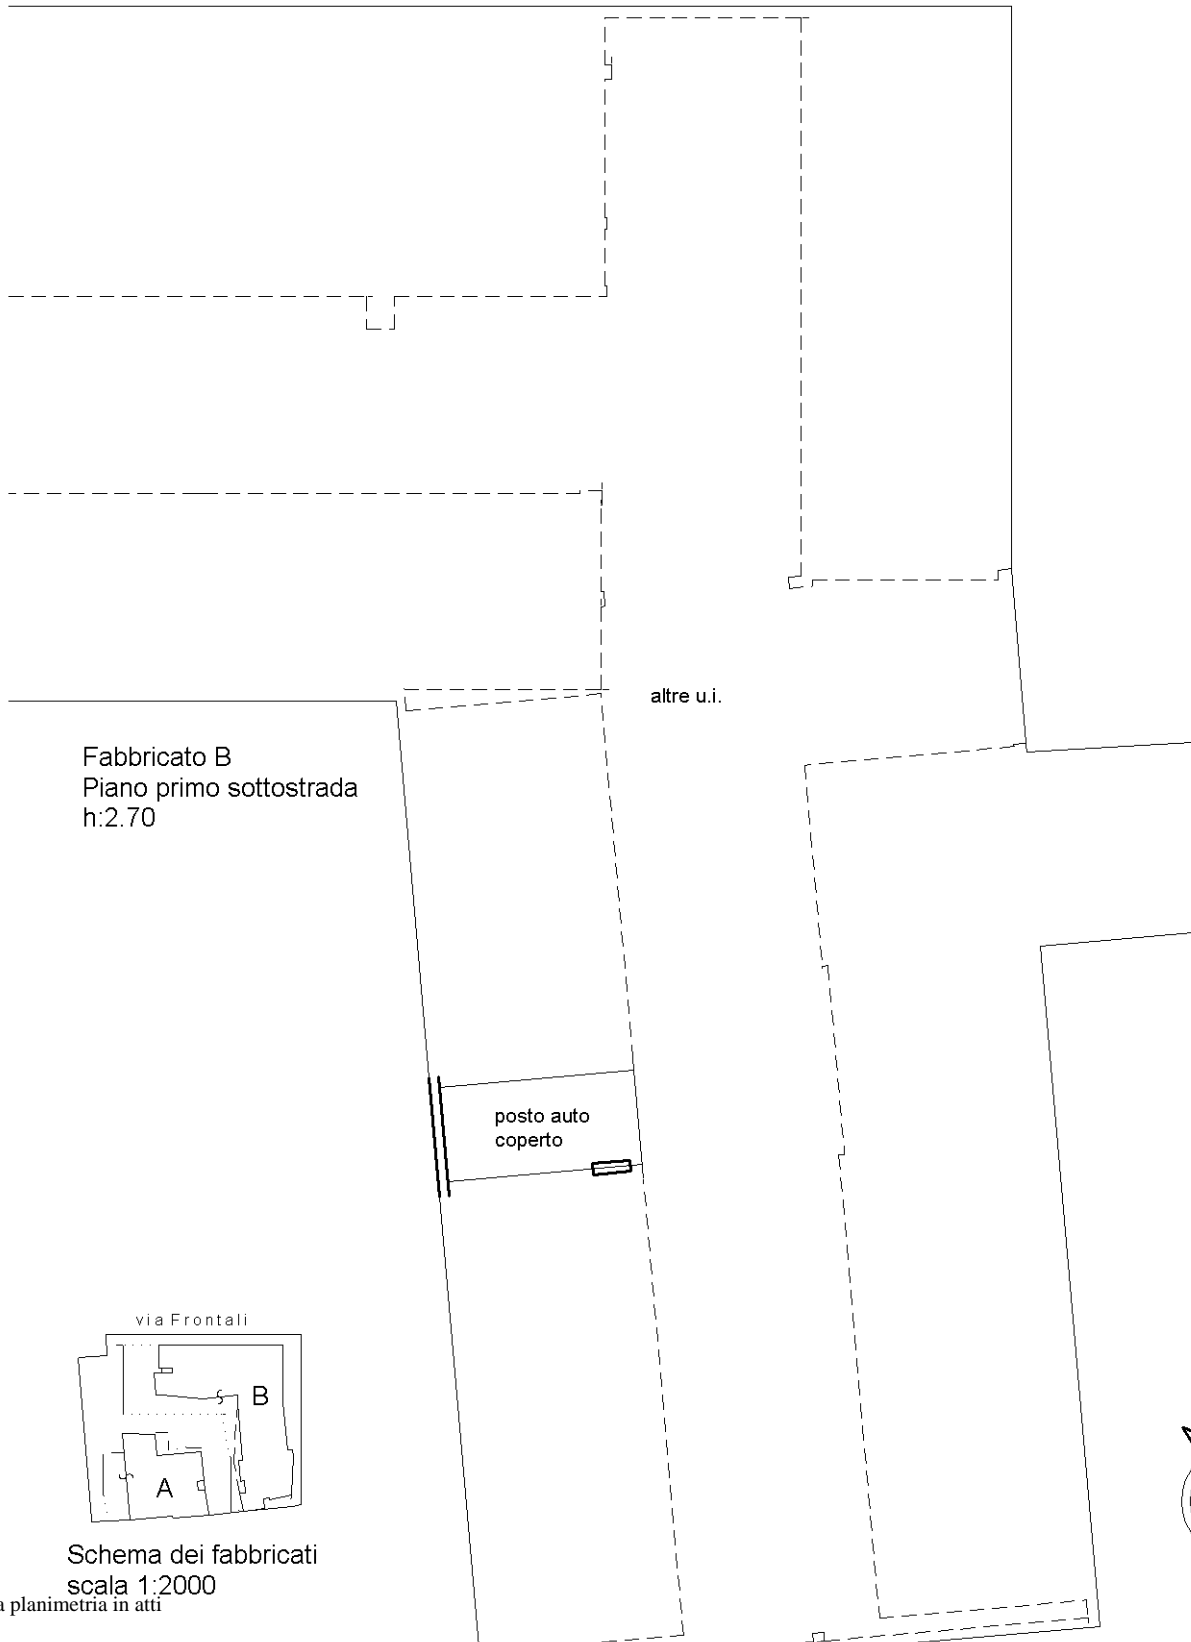 altre u.i.
Fabbricato B
Piano primo sottostrada
h:2.70
posto auto
coperto
via Frontali
B
A
Schema dei fabbricati
scala 1:2000
a planimetria in atti